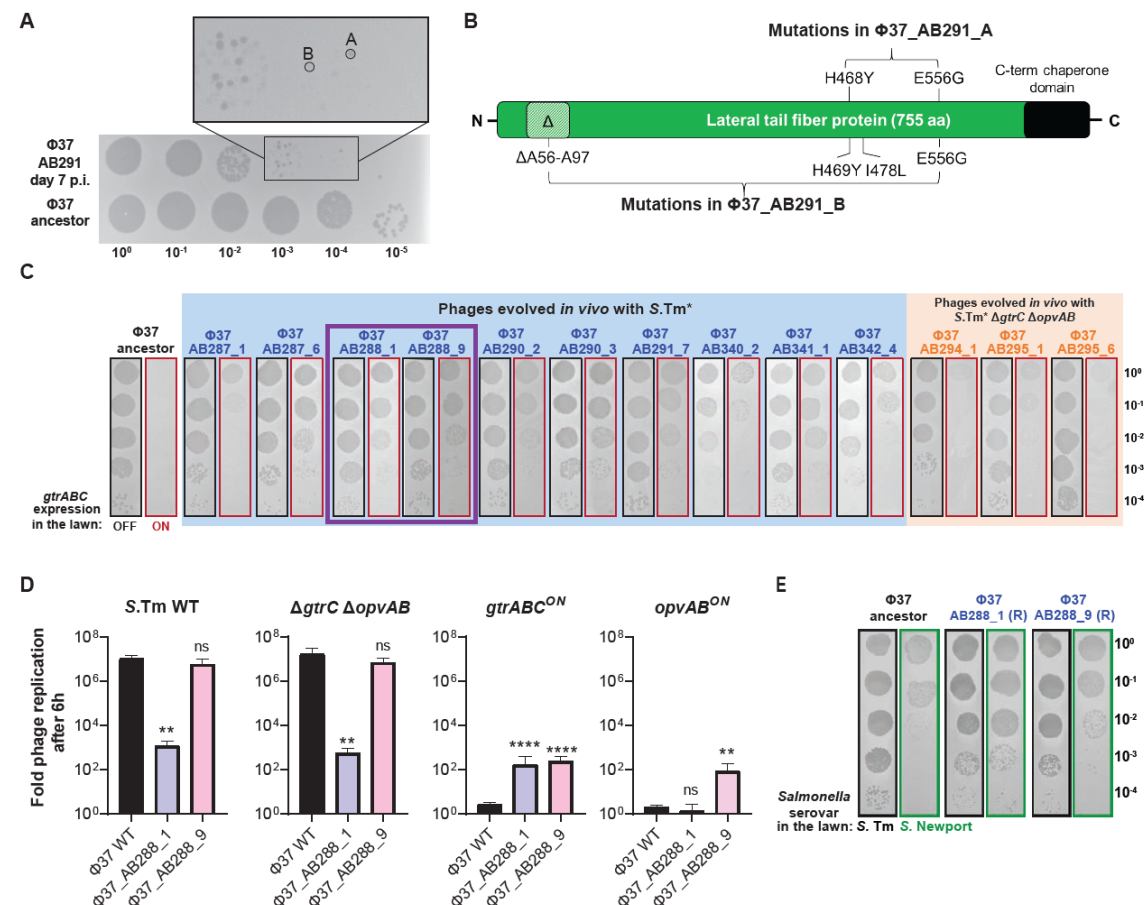 A
B
A
Φ37
AB291
day 7 p.i.
Φ37
ancestor
10⁰ 10⁻¹ 10⁻² 10⁻³ 10⁻⁴ 10⁻⁵
B
Mutations in Φ37_AB291_A
H468Y E556G
C-term chaperone
domain
N Δ Lateral tail fiber protein (755 aa) C
ΔA56-A97 H469Y I478L E556G
Mutations in Φ37_AB291_B
C
Phages evolved in vivo with S.Tm*
Phages evolved in vivo with
S.Tm* ΔgtrC ΔopvAB
Φ37 Φ37 Φ37 Φ37 Φ37 Φ37 Φ37 Φ37 Φ37 Φ37 Φ37 Φ37 Φ37 Φ37
ancestor AB287_1 AB287_6 AB288_1 AB288_9 AB290_2 AB290_3 AB291_7 AB340_2 AB341_1 AB342_4 AB294_1 AB295_1 AB295_6
10⁰
10⁻¹
10⁻²
10⁻³
10⁻⁴
gtrABC
expression
in the lawn: OFF ON
D
S.Tm WT ΔgtrC ΔopvAB gtrABC^ON opvAB^ON
Fold phage replication
after 6h
10⁸ 10⁸ 10⁸ 10⁸
10⁶ 10⁶ 10⁶ 10⁶
10⁴ 10⁴ 10⁴ 10⁴
10² 10² 10² 10²
10⁰ 10⁰ 10⁰ 10⁰
** ns ** ns **** **** ns **
Φ37 WT Φ37_AB288_1 Φ37_AB288_9 Φ37 WT Φ37_AB288_1 Φ37_AB288_9 Φ37 WT Φ37_AB288_1 Φ37_AB288_9 Φ37 WT Φ37_AB288_1 Φ37_AB288_9
E
Φ37 Φ37 Φ37
ancestor AB288_1 (R) AB288_9 (R)
10⁰
10⁻¹
10⁻²
10⁻³
10⁻⁴
Salmonella
serovar
in the lawn: S. Tm S. Newport